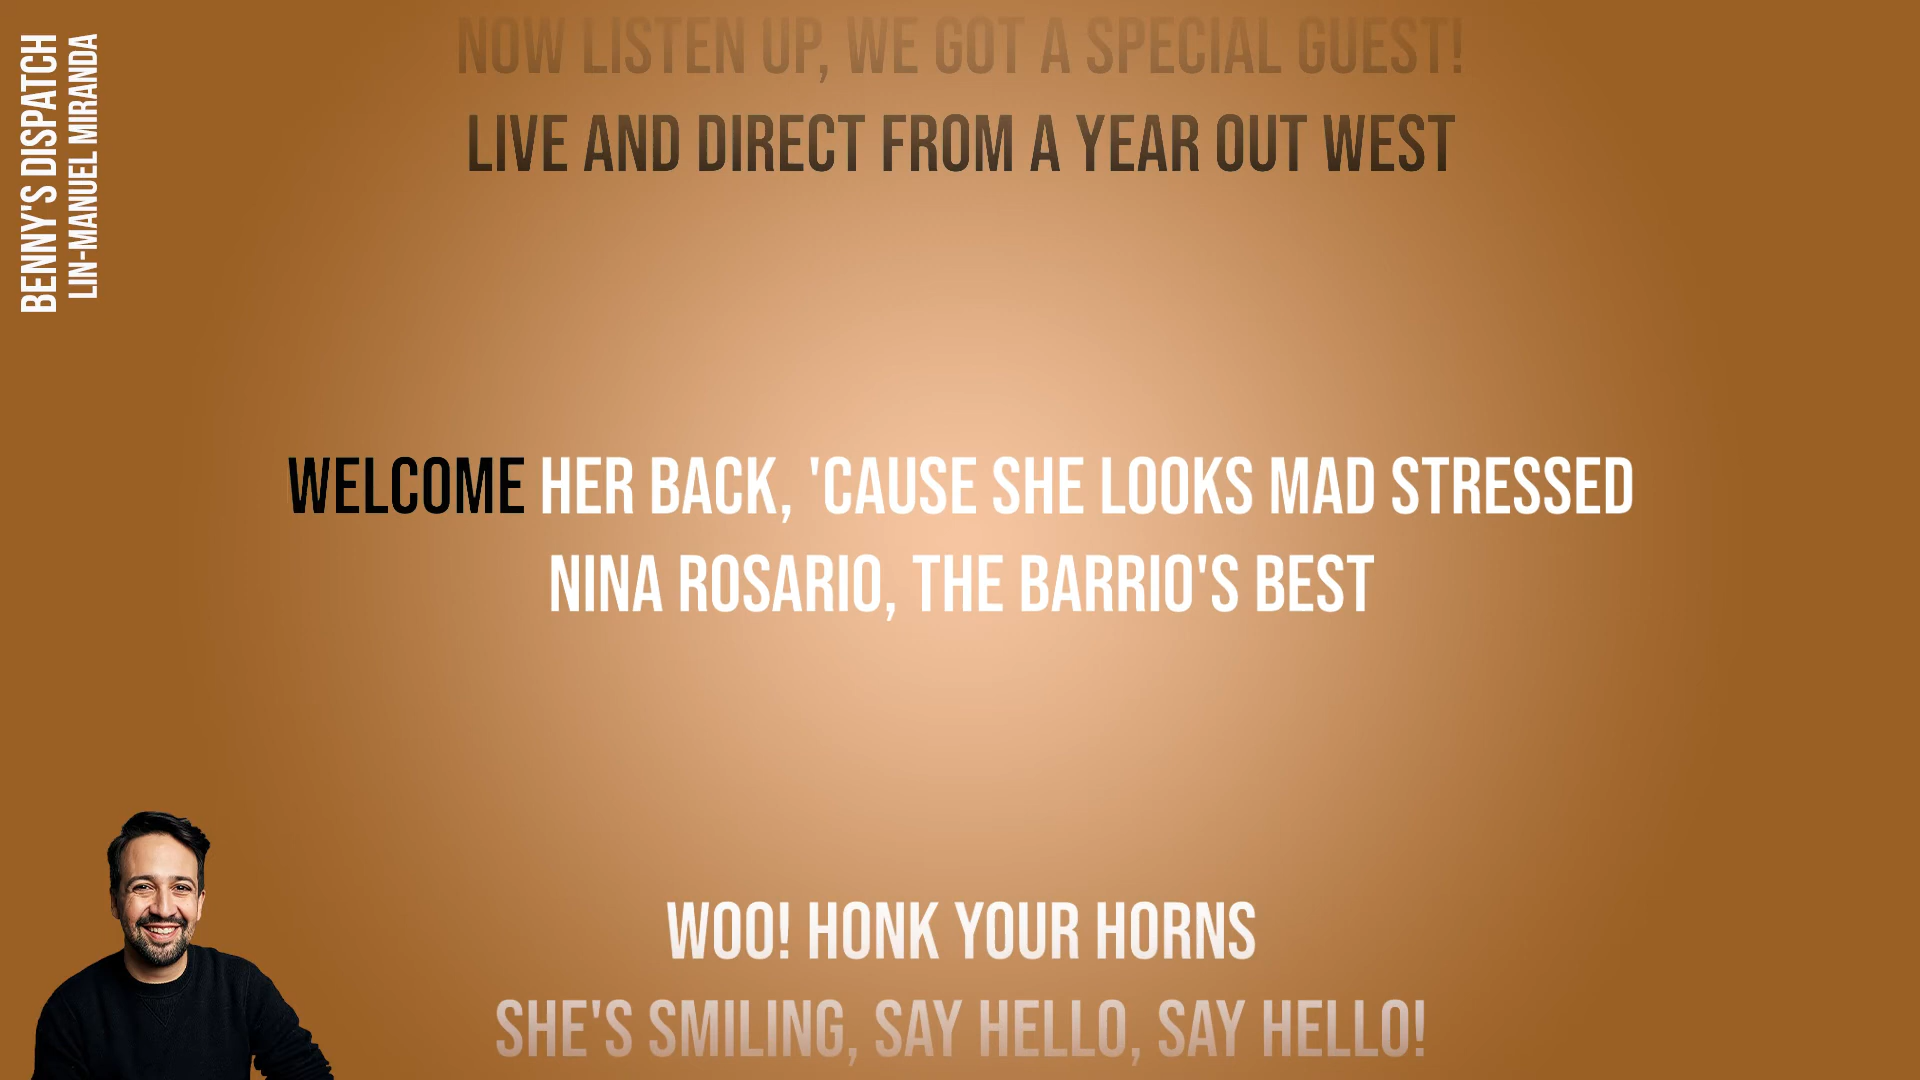 BENNY'S DISPATCH
LIN-MANUEL MIRANDA
NOW LISTEN UP, WE GOT A SPECIAL GUEST!
LIVE AND DIRECT FROM A YEAR OUT WEST
WELCOME HER BACK, 'CAUSE SHE LOOKS MAD STRESSED
NINA ROSARIO, THE BARRIO'S BEST
WOO! HONK YOUR HORNS
SHE'S SMILING, SAY HELLO, SAY HELLO!